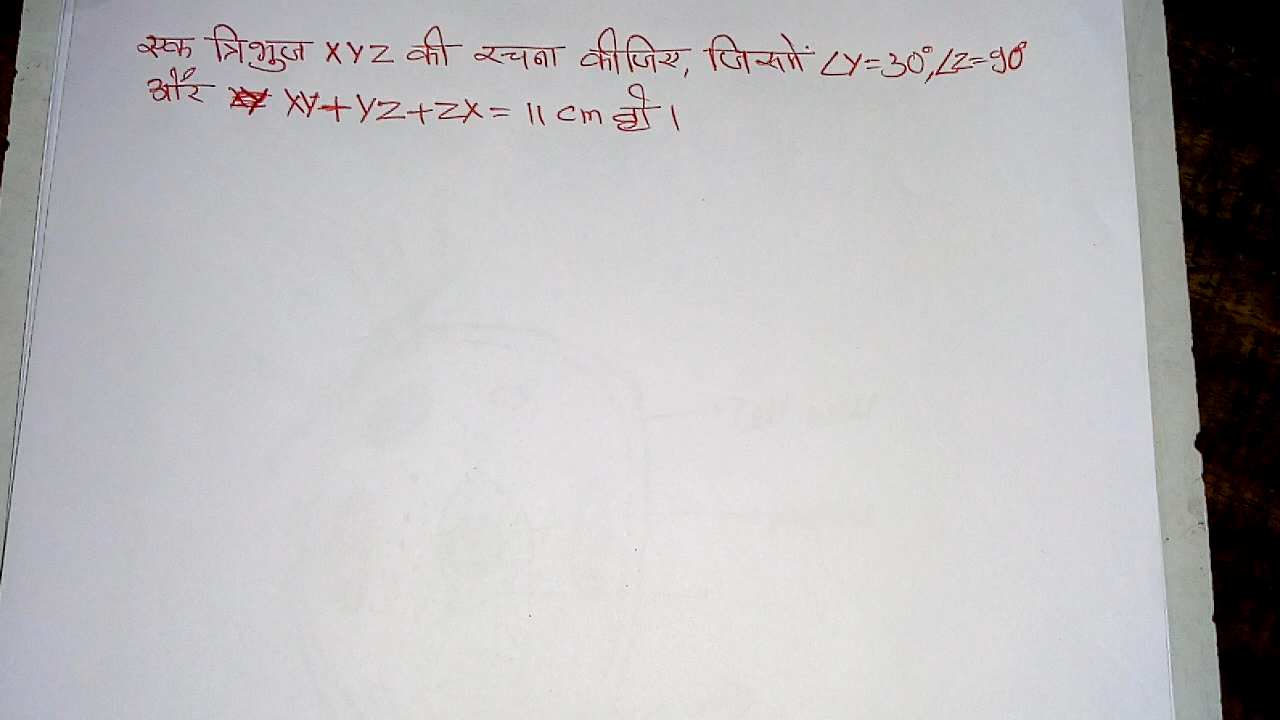 एक त्रिभुज XYZ की रचना कीजिए, जिसमें ∠Y=30°,∠Z=90°
और XY+YZ+ZX= 11 cm हो।